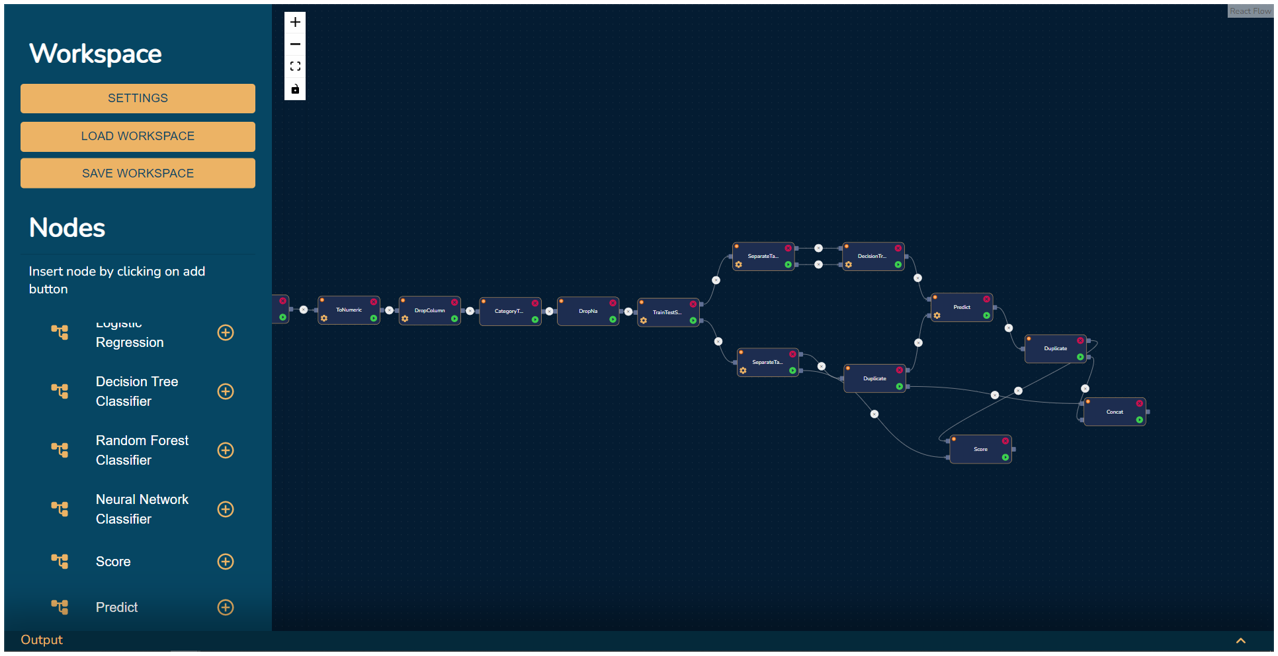 Workspace
SETTINGS
LOAD WORKSPACE
SAVE WORKSPACE
Nodes
Insert node by clicking on add
button
Logistic
Regression
Decision Tree
Classifier
Random Forest
Classifier
Neural Network
Classifier
Score
Predict
Output
React Flow
ToNumeric
DropColumn
CategoryT...
DropNa
TrainTestS...
SeparateTa...
DecisionTr...
SeparateTa...
Duplicate
Predict
Duplicate
Concat
Score